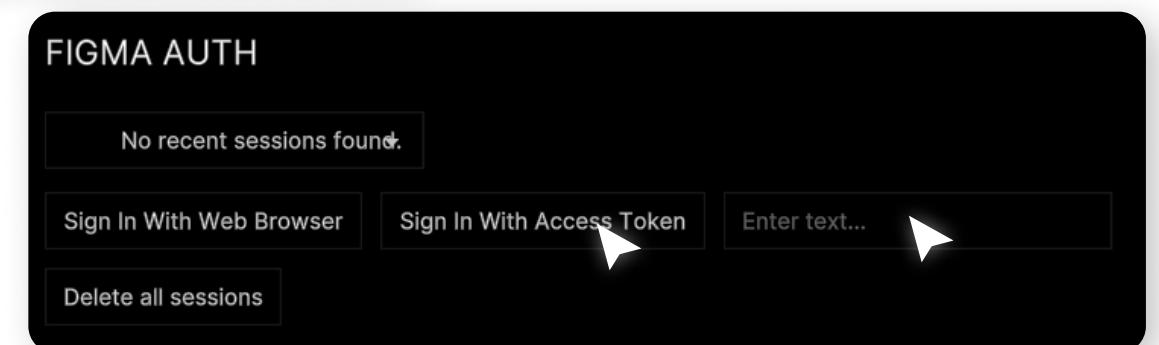 FIGMA AUTH
No recent sessions found.
Sign In With Web Browser Sign In With Access Token Enter text...
Delete all sessions